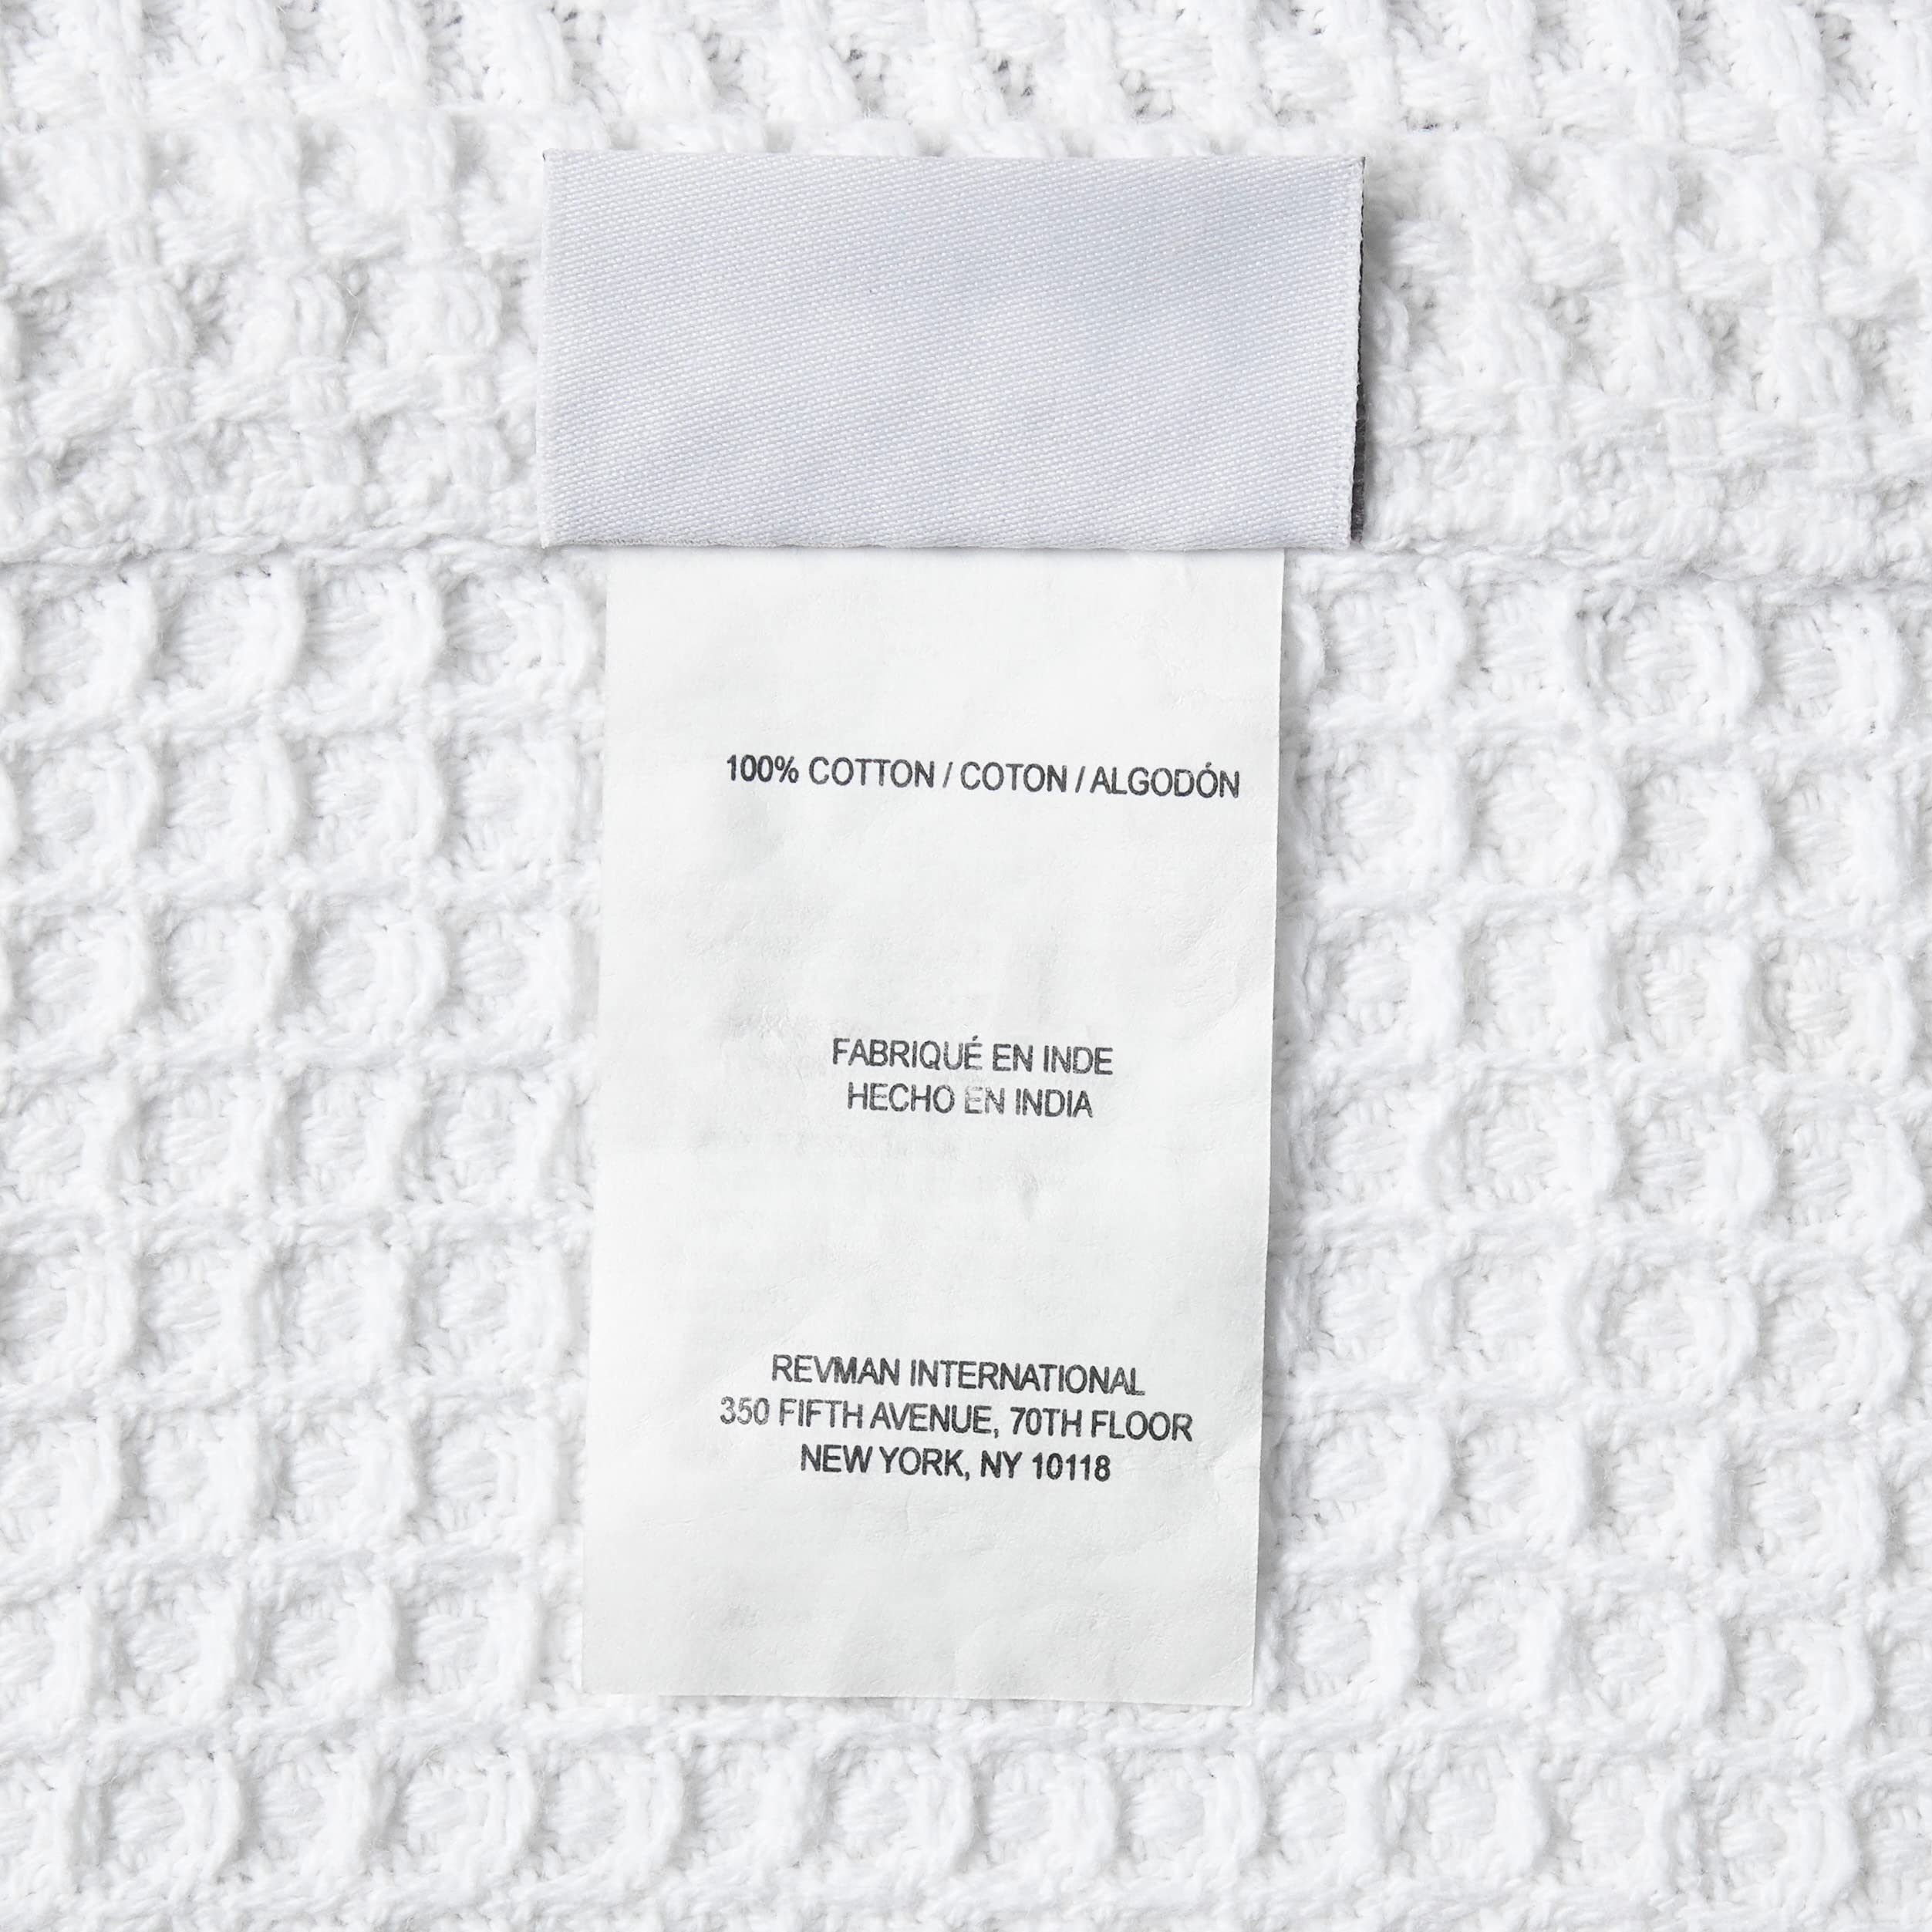 100% COTTON / COTON / ALGODÓN
FABRIQUÉ EN INDE
HECHO EN INDIA
REVMAN INTERNATIONAL
350 FIFTH AVENUE, 70TH FLOOR
NEW YORK, NY 10118